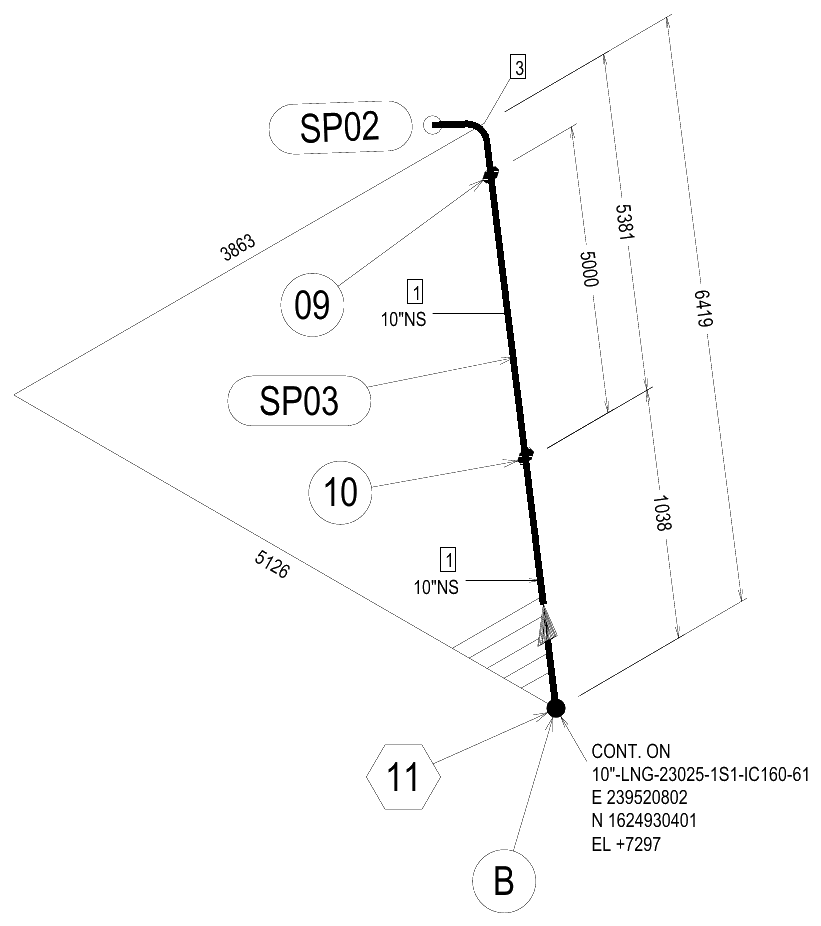 3
SP02
3863
5381
5000
09
1
10"NS
6419
SP03
10
1038
1
10"NS
5126
11
CONT. ON
10"-LNG-23025-1S1-IC160-61
E 239520802
N 1624930401
EL +7297
B